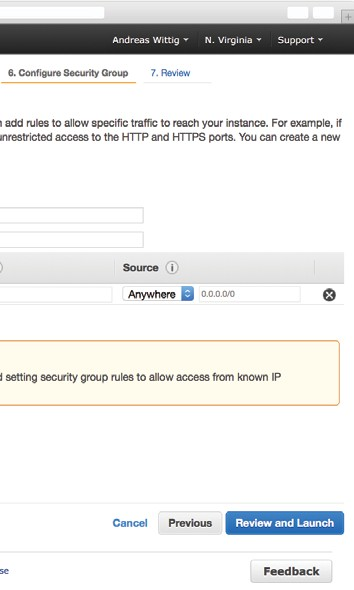 Andreas Wittig N. Virginia Support
6. Configure Security Group 7. Review
add rules to allow specific traffic to reach your instance. For example, if
unrestricted access to the HTTP and HTTPS ports. You can create a new
Source i
Anywhere 0.0.0.0/0
setting security group rules to allow access from known IP
Cancel Previous Review and Launch
Feedback